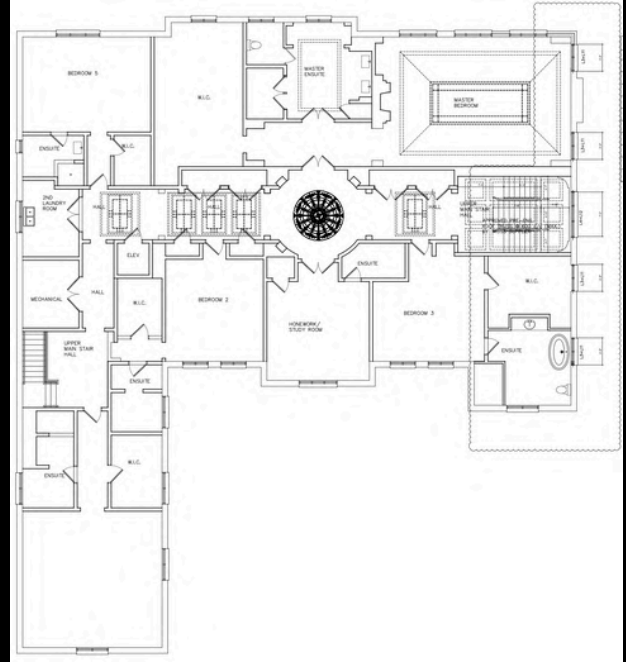 BEDROOM 5
W.I.C.
MASTER
ENSUITE
MASTER
BEDROOM
ENSUITE
W.I.C.
2ND
LAUNDRY
ROOM
HALL
HALL
HALL
UPPER
MAIN STAIR
HALL
ELEV.
ENSUITE
MECHANICAL
HALL
W.I.C.
BEDROOM 2
HOMEWORK/
STUDY ROOM
BEDROOM 3
W.I.C.
UPPER
MAIN STAIR
HALL
ENSUITE
ENSUITE
W.I.C.
ENSUITE